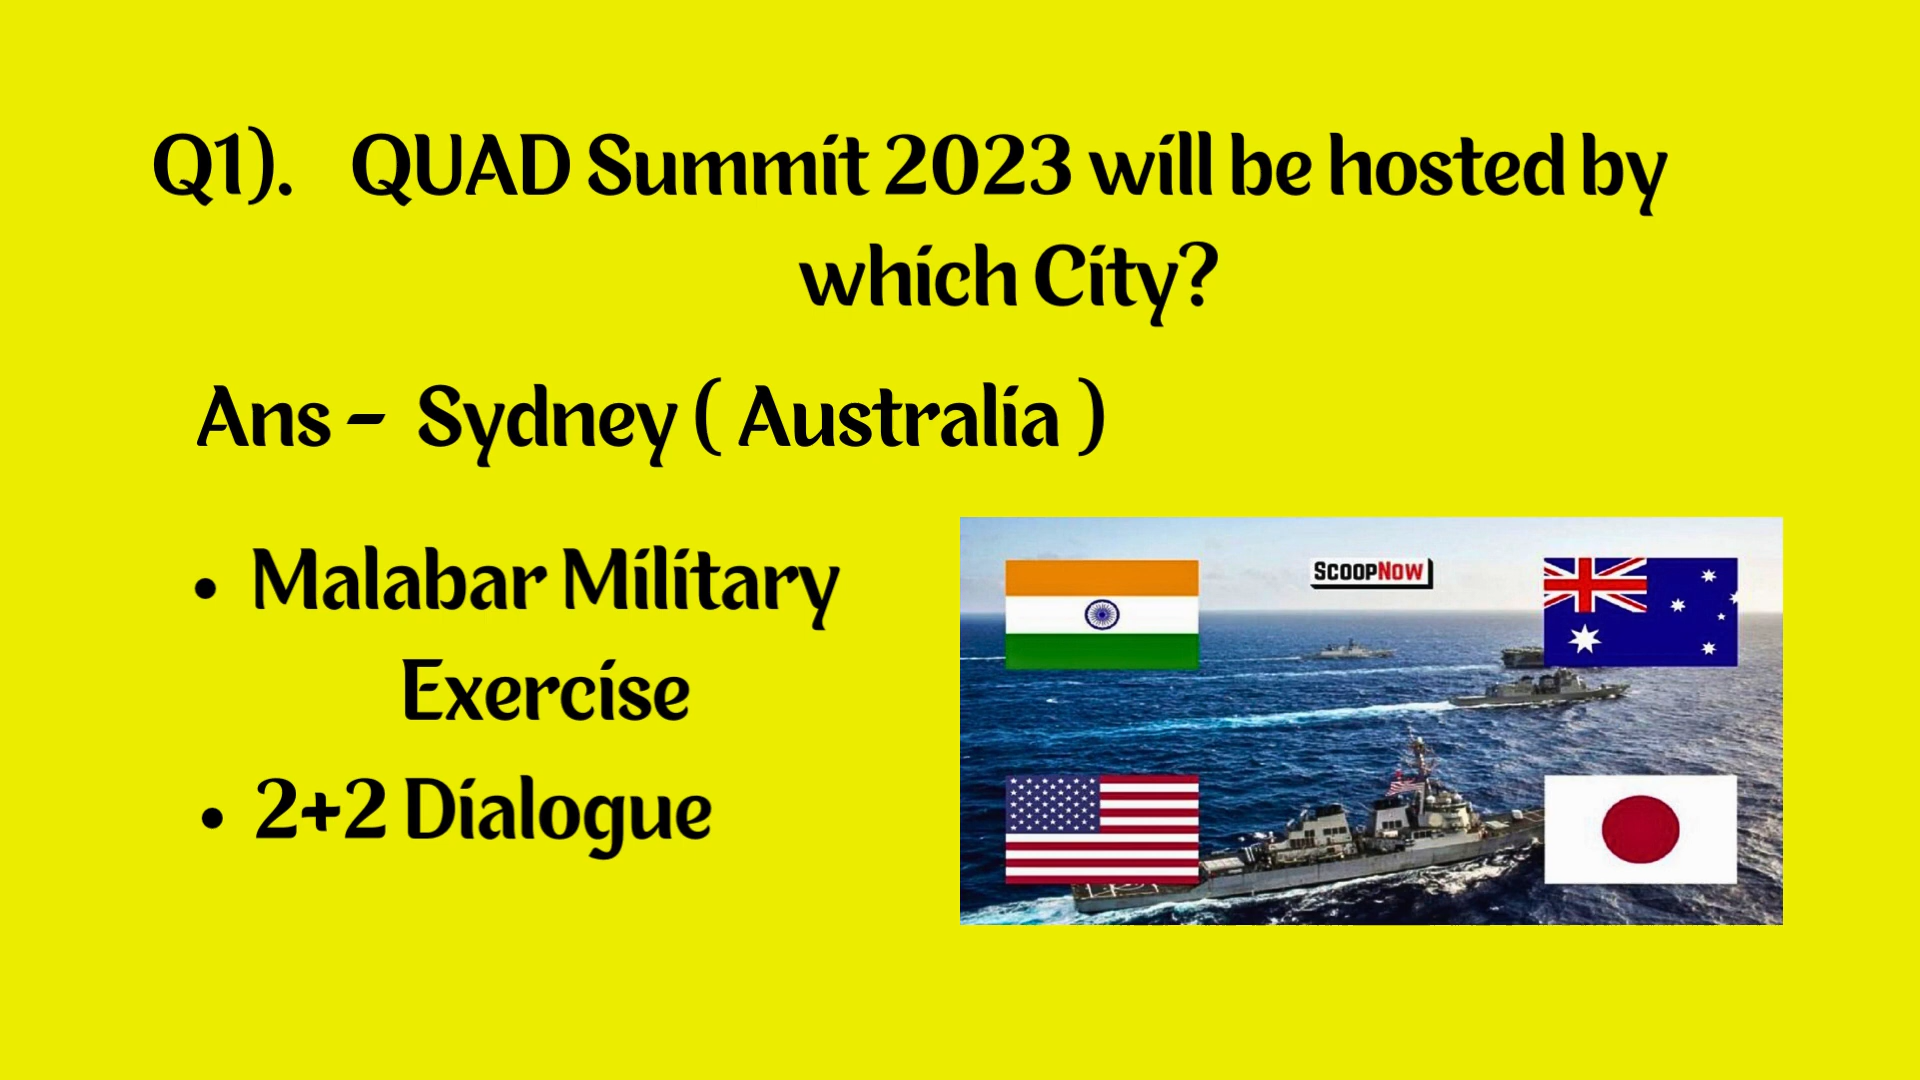 Q1). QUAD Summit 2023 will be hosted by
which City?
Ans - Sydney ( Australia )
• Malabar Military
Exercise
• 2+2 Dialogue
SCOOPNOW